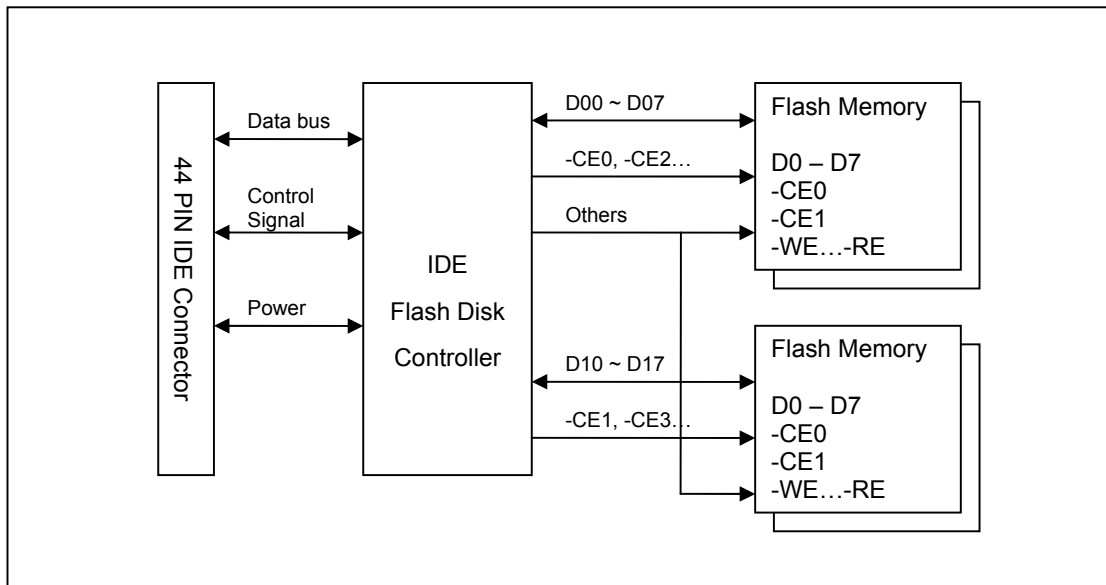 44 PIN IDE Connector
Data bus
Control
Signal
Power
IDE
Flash Disk
Controller
D00 ~ D07
-CE0, -CE2…
Others
D10 ~ D17
-CE1, -CE3…
Flash Memory
D0 – D7
-CE0
-CE1
-WE…-RE
Flash Memory
D0 – D7
-CE0
-CE1
-WE…-RE